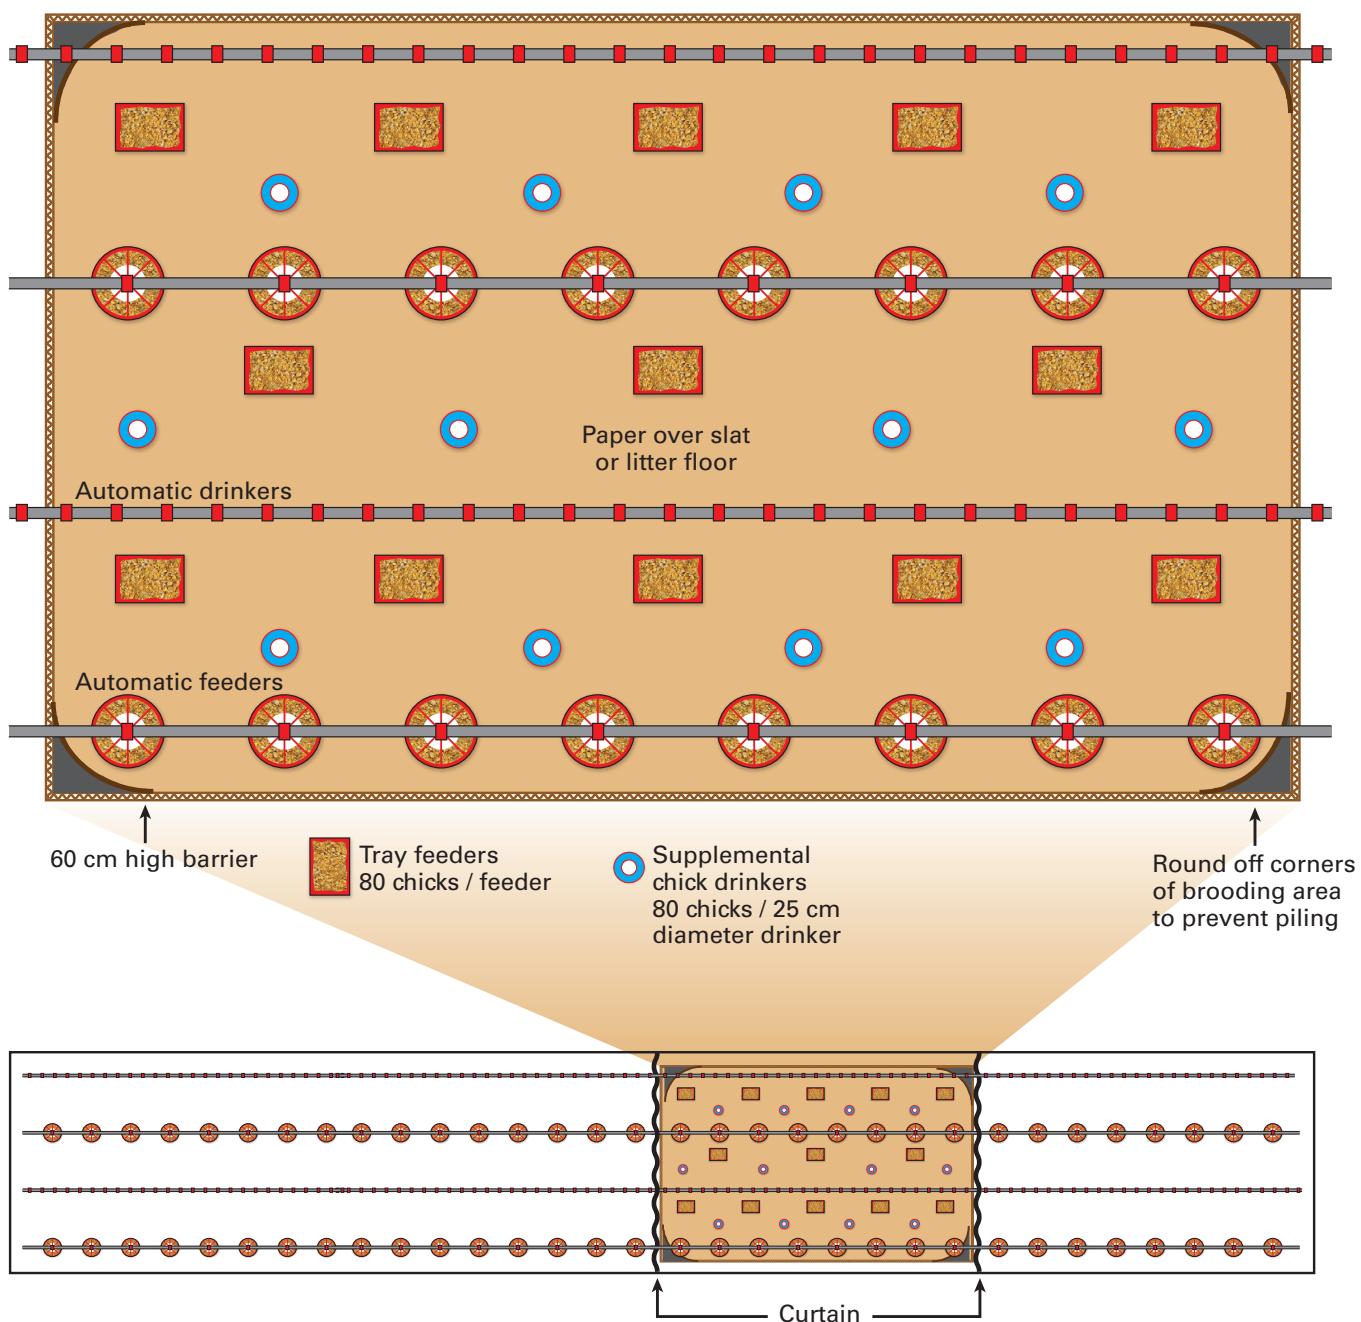 Paper over slat
or litter floor
Automatic drinkers
Automatic feeders
60 cm high barrier
Tray feeders
80 chicks / feeder
Supplemental
chick drinkers
80 chicks / 25 cm
diameter drinker
Round off corners
of brooding area
to prevent piling
Curtain